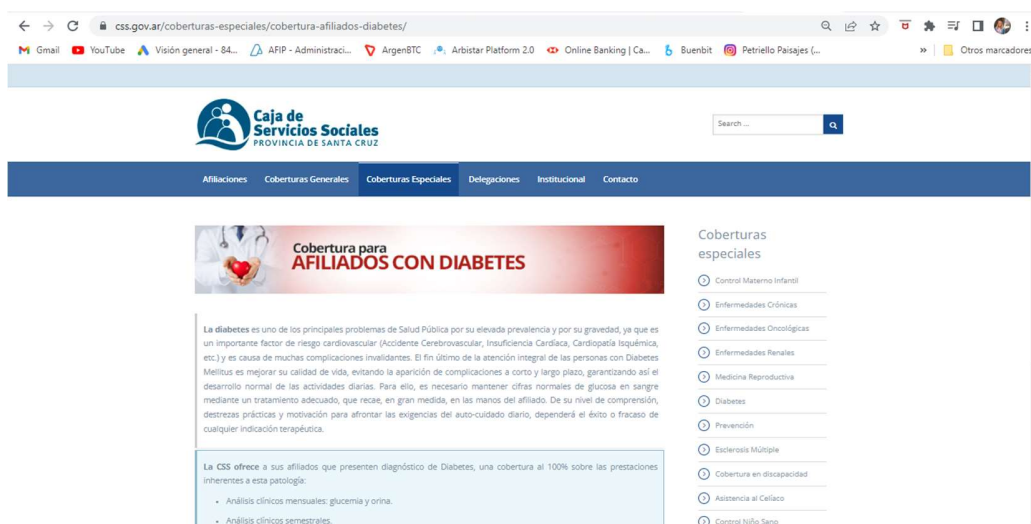 css.gov.ar/coberturas-especiales/cobertura-afiliados-diabetes/
Gmail
YouTube
Visión general - 84...
AFIP - Administraci...
ArgenBTC
Arbistar Platform 2.0
Online Banking | Ca...
Buenbit
Petriello Paisajes (...
»
Otros marcadores
Caja de
Servicios Sociales
PROVINCIA DE SANTA CRUZ
Search ...
Afiliaciones
Coberturas Generales
Coberturas Especiales
Delegaciones
Institucional
Contacto
Cobertura para
AFILIADOS CON DIABETES
La diabetes es uno de los principales problemas de Salud Pública por su elevada prevalencia y por su gravedad, ya que es
un importante factor de riesgo cardiovascular (Accidente Cerebrovascular, Insuficiencia Cardíaca, Cardiopatía Isquémica,
etc.) y es causa de muchas complicaciones invalidantes. El fin último de la atención integral de las personas con Diabetes
Mellitus es mejorar su calidad de vida, evitando la aparición de complicaciones a corto y largo plazo, garantizando así el
desarrollo normal de las actividades diarias. Para ello, es necesario mantener cifras normales de glucosa en sangre
mediante un tratamiento adecuado, que recae, en gran medida, en las manos del afiliado. De su nivel de comprensión,
destrezas prácticas y motivación para afrontar las exigencias del auto-cuidado diario, dependerá el éxito o fracaso de
cualquier indicación terapéutica.
La CSS ofrece a sus afiliados que presenten diagnóstico de Diabetes, una cobertura al 100% sobre las prestaciones
inherentes a esta patología:
• Análisis clínicos mensuales: glucemia y orina.
• Análisis clínicos semestrales.
Coberturas
especiales
Control Materno Infantil
Enfermedades Crónicas
Enfermedades Oncológicas
Enfermedades Renales
Medicina Reproductiva
Diabetes
Prevención
Esclerosis Múltiple
Cobertura en discapacidad
Asistencia al Celíaco
Control Niño Sano